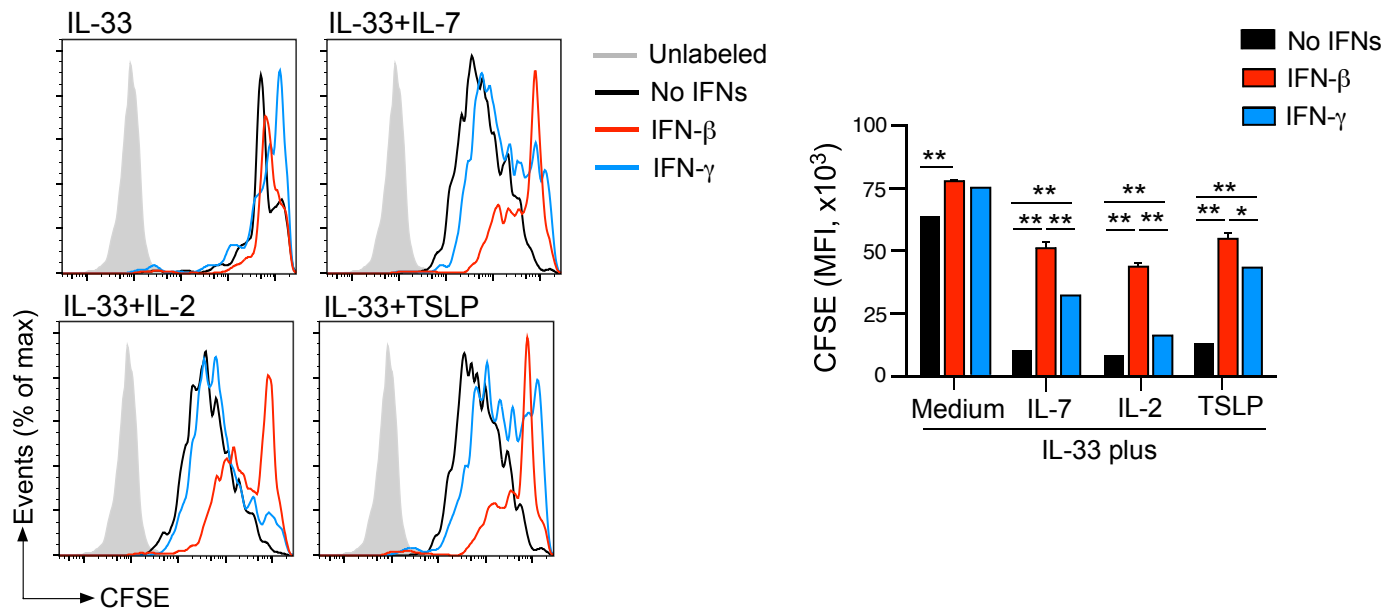 IL-33
IL-33+IL-7
Unlabeled
No IFNs
IFN-β
IFN-γ
IL-33+IL-2
IL-33+TSLP
Events (% of max)
CFSE
No IFNs
IFN-β
IFN-γ
CFSE (MFI, x10³)
100
75
50
25
0
**
**
** **
**
** **
**
** *
Medium IL-7 IL-2 TSLP
IL-33 plus